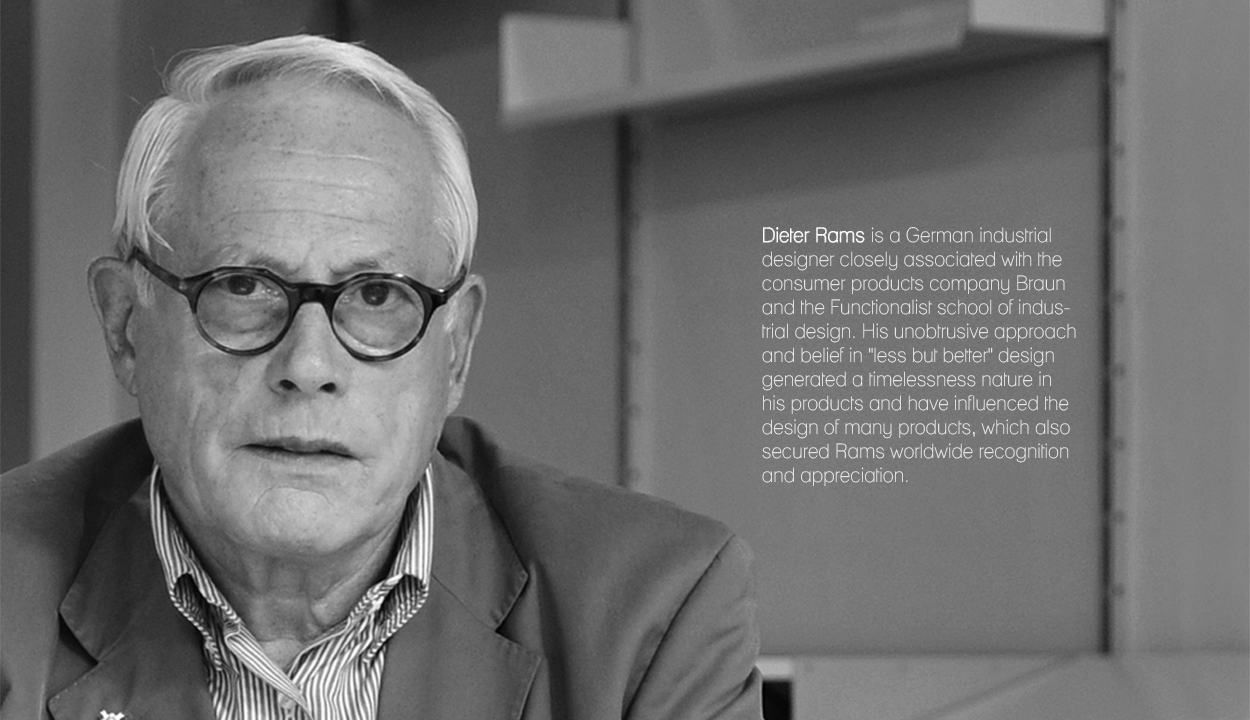 Dieter Rams is a German industrial
designer closely associated with the
consumer products company Braun
and the Functionalist school of indus-
trial design. His unobtrusive approach
and belief in "less but better" design
generated a timelessness nature in
his products and have influenced the
design of many products, which also
secured Rams worldwide recognition
and appreciation.